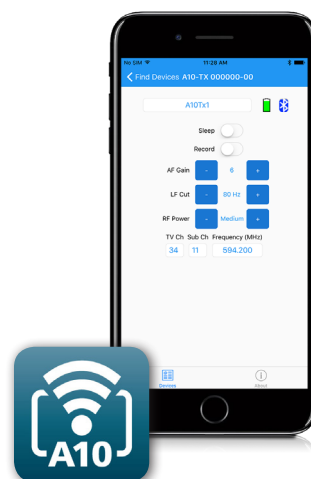 No SIM 11:28 AM
Find Devices A10-TX 000000-00
A10Tx1
Sleep
Record
AF Gain - 6 +
LF Cut - 80 Hz +
RF Power - Medium +
TV Ch Sub Ch Frequency (MHz)
34 11 594.200
Devices About
A10